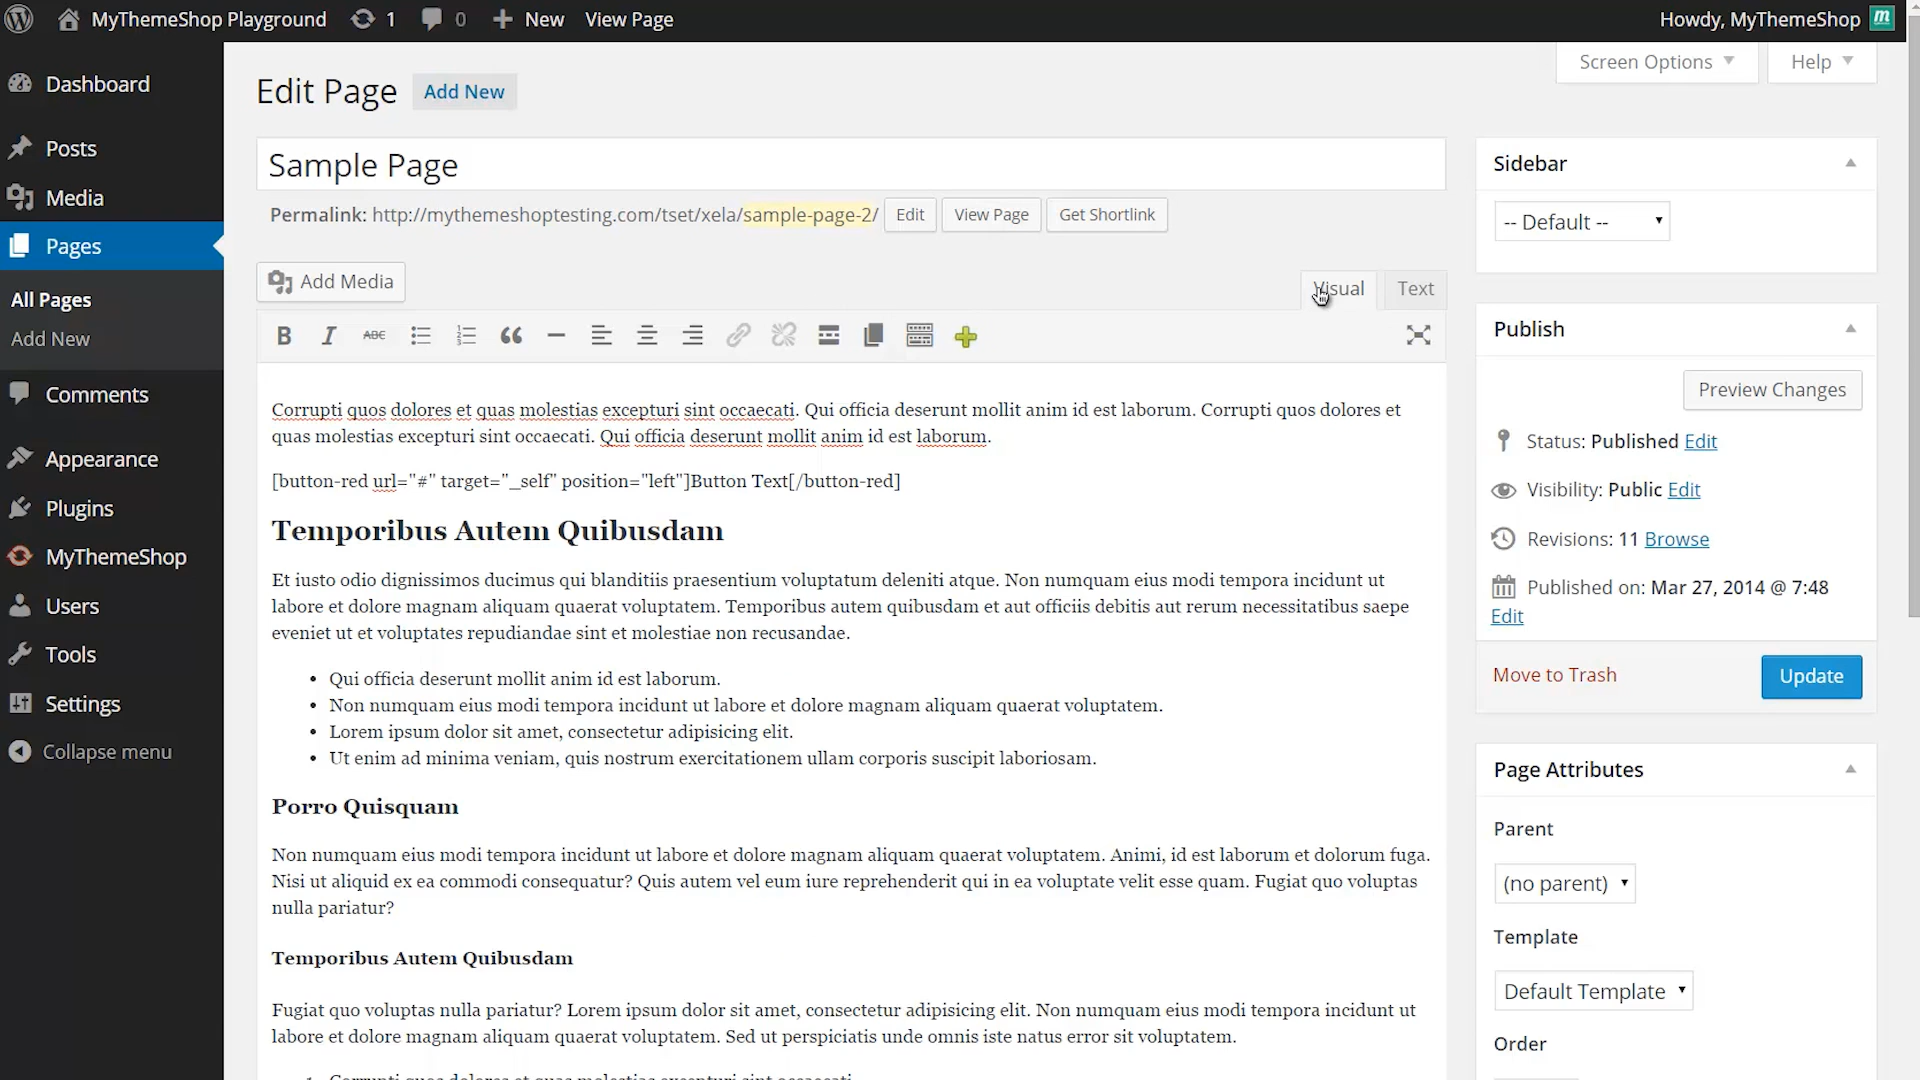 MyThemeShop Playground 1 0 New View Page Howdy, MyThemeShop m
Screen Options Help
Dashboard
Posts
Media
Pages
All Pages
Add New
Comments
Appearance
Plugins
MyThemeShop
Users
Tools
Settings
Collapse menu
Edit Page Add New
Sample Page
Permalink: http://mythemeshoptesting.com/tset/xela/sample-page-2/ Edit View Page Get Shortlink
Add Media
Visual Text
B I ABC
Corrupti quos dolores et quas molestias excepturi sint occaecati. Qui officia deserunt mollit anim id est laborum. Corrupti quos dolores et
quas molestias excepturi sint occaecati. Qui officia deserunt mollit anim id est laborum.
[button-red url="#" target="_self" position="left"]Button Text[/button-red]
Temporibus Autem Quibusdam
Et iusto odio dignissimos ducimus qui blanditiis praesentium voluptatum deleniti atque. Non numquam eius modi tempora incidunt ut
labore et dolore magnam aliquam quaerat voluptatem. Temporibus autem quibusdam et aut officiis debitis aut rerum necessitatibus saepe
eveniet ut et voluptates repudiandae sint et molestiae non recusandae.
• Qui officia deserunt mollit anim id est laborum.
• Non numquam eius modi tempora incidunt ut labore et dolore magnam aliquam quaerat voluptatem.
• Lorem ipsum dolor sit amet, consectetur adipisicing elit.
• Ut enim ad minima veniam, quis nostrum exercitationem ullam corporis suscipit laboriosam.
Porro Quisquam
Non numquam eius modi tempora incidunt ut labore et dolore magnam aliquam quaerat voluptatem. Animi, id est laborum et dolorum fuga.
Nisi ut aliquid ex ea commodi consequatur? Quis autem vel eum iure reprehenderit qui in ea voluptate velit esse quam. Fugiat quo voluptas
nulla pariatur?
Temporibus Autem Quibusdam
Fugiat quo voluptas nulla pariatur? Lorem ipsum dolor sit amet, consectetur adipisicing elit. Non numquam eius modi tempora incidunt ut
labore et dolore magnam aliquam quaerat voluptatem. Sed ut perspiciatis unde omnis iste natus error sit voluptatem.
1. Corrupti quos dolores et quas molestias excepturi sint occaecati.
Sidebar
-- Default --
Publish
Preview Changes
Status: Published Edit
Visibility: Public Edit
Revisions: 11 Browse
Published on: Mar 27, 2014 @ 7:48
Edit
Move to Trash Update
Page Attributes
Parent
(no parent)
Template
Default Template
Order